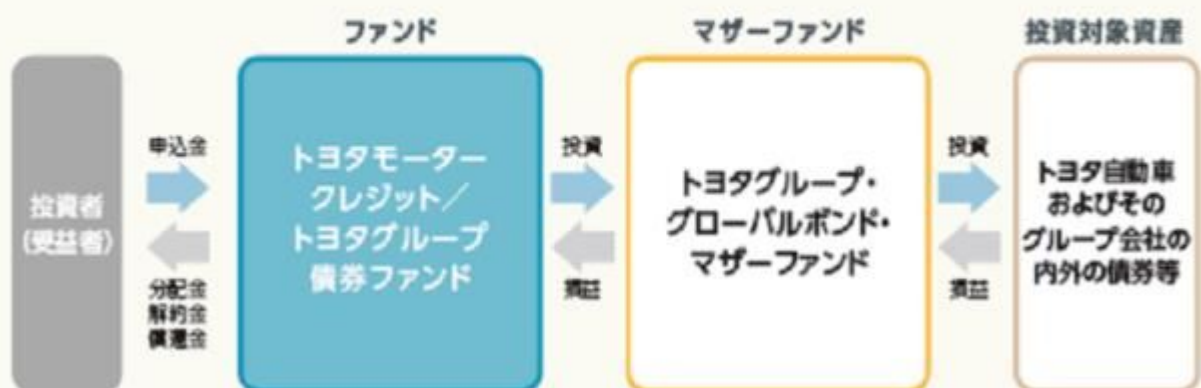 ファンド
マザーファンド
投資対象資産
投資者
(受益者)
申込金
分配金
解約金
償還金
トヨタモーター
クレジット/
トヨタグループ
債券ファンド
投資
損益
トヨタグループ・
グローバルボンド・
マザーファンド
投資
損益
トヨタ自動車
およびその
グループ会社の
内外の債券等